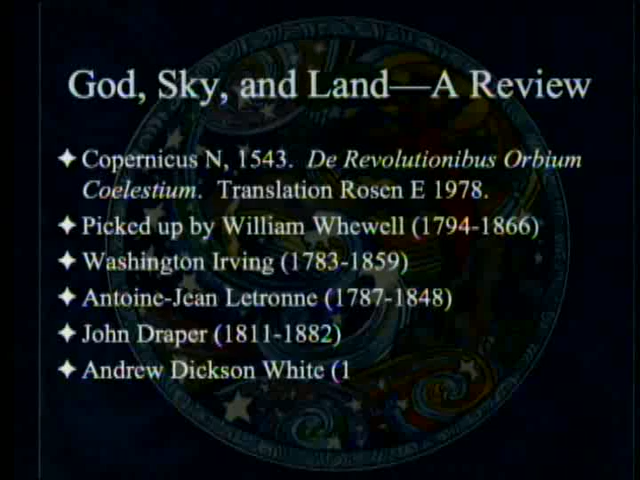 God, Sky, and Land—A Review
✦ Copernicus N, 1543. De Revolutionibus Orbium
Coelestium. Translation Rosen E 1978.
✦ Picked up by William Whewell (1794-1866)
✦ Washington Irving (1783-1859)
✦ Antoine-Jean Letronne (1787-1848)
✦ John Draper (1811-1882)
✦ Andrew Dickson White (1